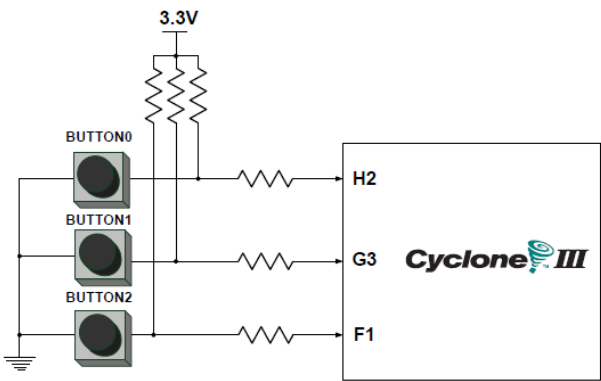 3.3V
BUTTON0
H2
BUTTON1
G3
Cyclone III
BUTTON2
F1